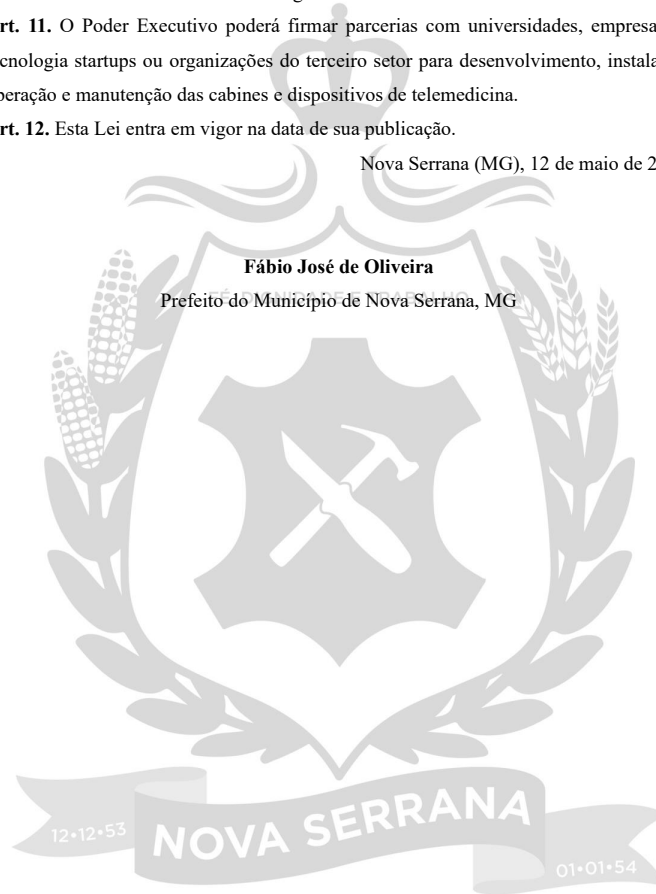 rt. 11. O Poder Executivo poderá firmar parcerias com universidades, empresa
cnologia startups ou organizações do terceiro setor para desenvolvimento, instala
peração e manutenção das cabines e dispositivos de telemedicina.
rt. 12. Esta Lei entra em vigor na data de sua publicação.
Nova Serrana (MG), 12 de maio de 2
Fábio José de Oliveira
Prefeito do Município de Nova Serrana, MG
12•12•53
NOVA SERRANA
01•01•54